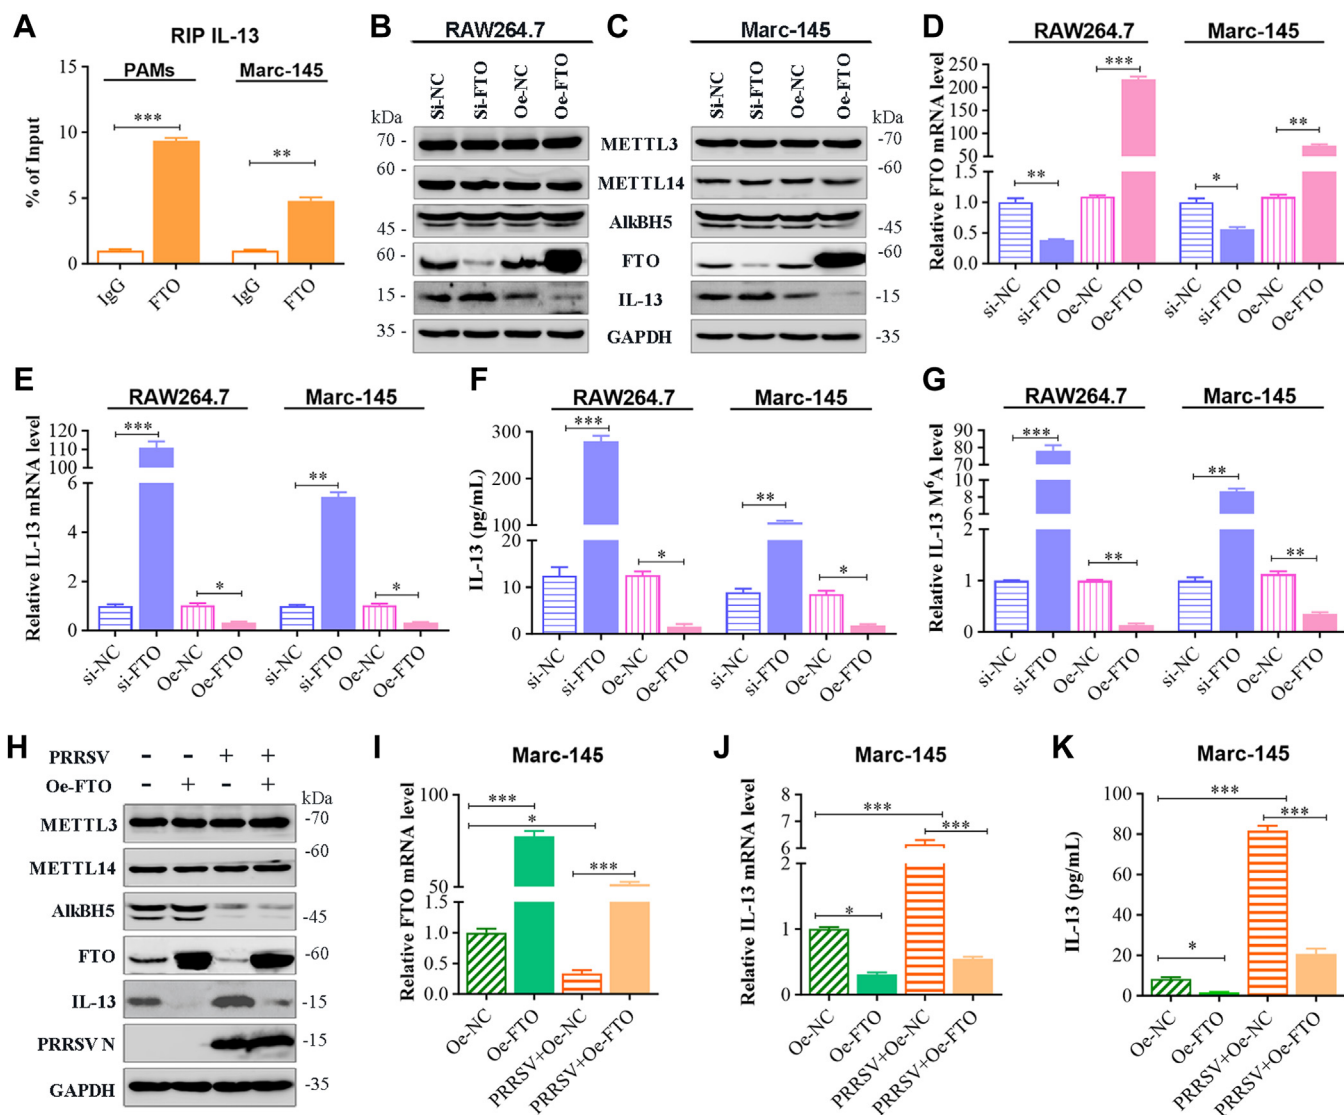 A
RIP IL-13
PAMs Marc-145
% of Input
15
10
5
0
*** **
IgG FTO IgG FTO
B
RAW264.7
kDa
Si-NC Si-FTO Oe-NC Oe-FTO
70 -
60 -
45 -
60 -
15 -
35 -
C
Marc-145
Si-NC Si-FTO Oe-NC Oe-FTO
kDa
METTL3 -70
-60
METTL14
AlkBH5 -45
FTO -60
IL-13 -15
GAPDH -35
D
RAW264.7 Marc-145
Relative FTO mRNA level
250
200
150
100
50
1.5
1.0
0.5
0.0
** *** * **
si-NC si-FTO Oe-NC Oe-FTO si-NC si-FTO Oe-NC Oe-FTO
E
RAW264.7 Marc-145
Relative IL-13 mRNA level
120
110
100
6
4
2
0
*** * ** *
si-NC si-FTO Oe-NC Oe-FTO si-NC si-FTO Oe-NC Oe-FTO
F
RAW264.7 Marc-145
IL-13 (pg/mL)
300
200
100
20
10
0
*** * ** *
si-NC si-FTO Oe-NC Oe-FTO si-NC si-FTO Oe-NC Oe-FTO
G
RAW264.7 Marc-145
Relative IL-13 M⁶A level
90
80
70
10
8
6
2
1
0
*** ** ** **
si-NC si-FTO Oe-NC Oe-FTO si-NC si-FTO Oe-NC Oe-FTO
H
PRRSV - - + +
Oe-FTO - + - +
kDa
METTL3 -70
-60
METTL14
AlkBH5 -45
FTO -60
IL-13 -15
PRRSV N -15
GAPDH -35
I
Marc-145
Relative FTO mRNA level
100
50
1.5
1.0
0.5
0.0
***
*
***
Oe-NC Oe-FTO PRRSV+Oe-NC PRRSV+Oe-FTO
J
Marc-145
Relative IL-13 mRNA level
8
7
6
2
1
0
***
***
*
Oe-NC Oe-FTO PRRSV+Oe-NC PRRSV+Oe-FTO
K
Marc-145
IL-13 (pg/mL)
100
80
60
40
20
0
***
***
*
Oe-NC Oe-FTO PRRSV+Oe-NC PRRSV+Oe-FTO